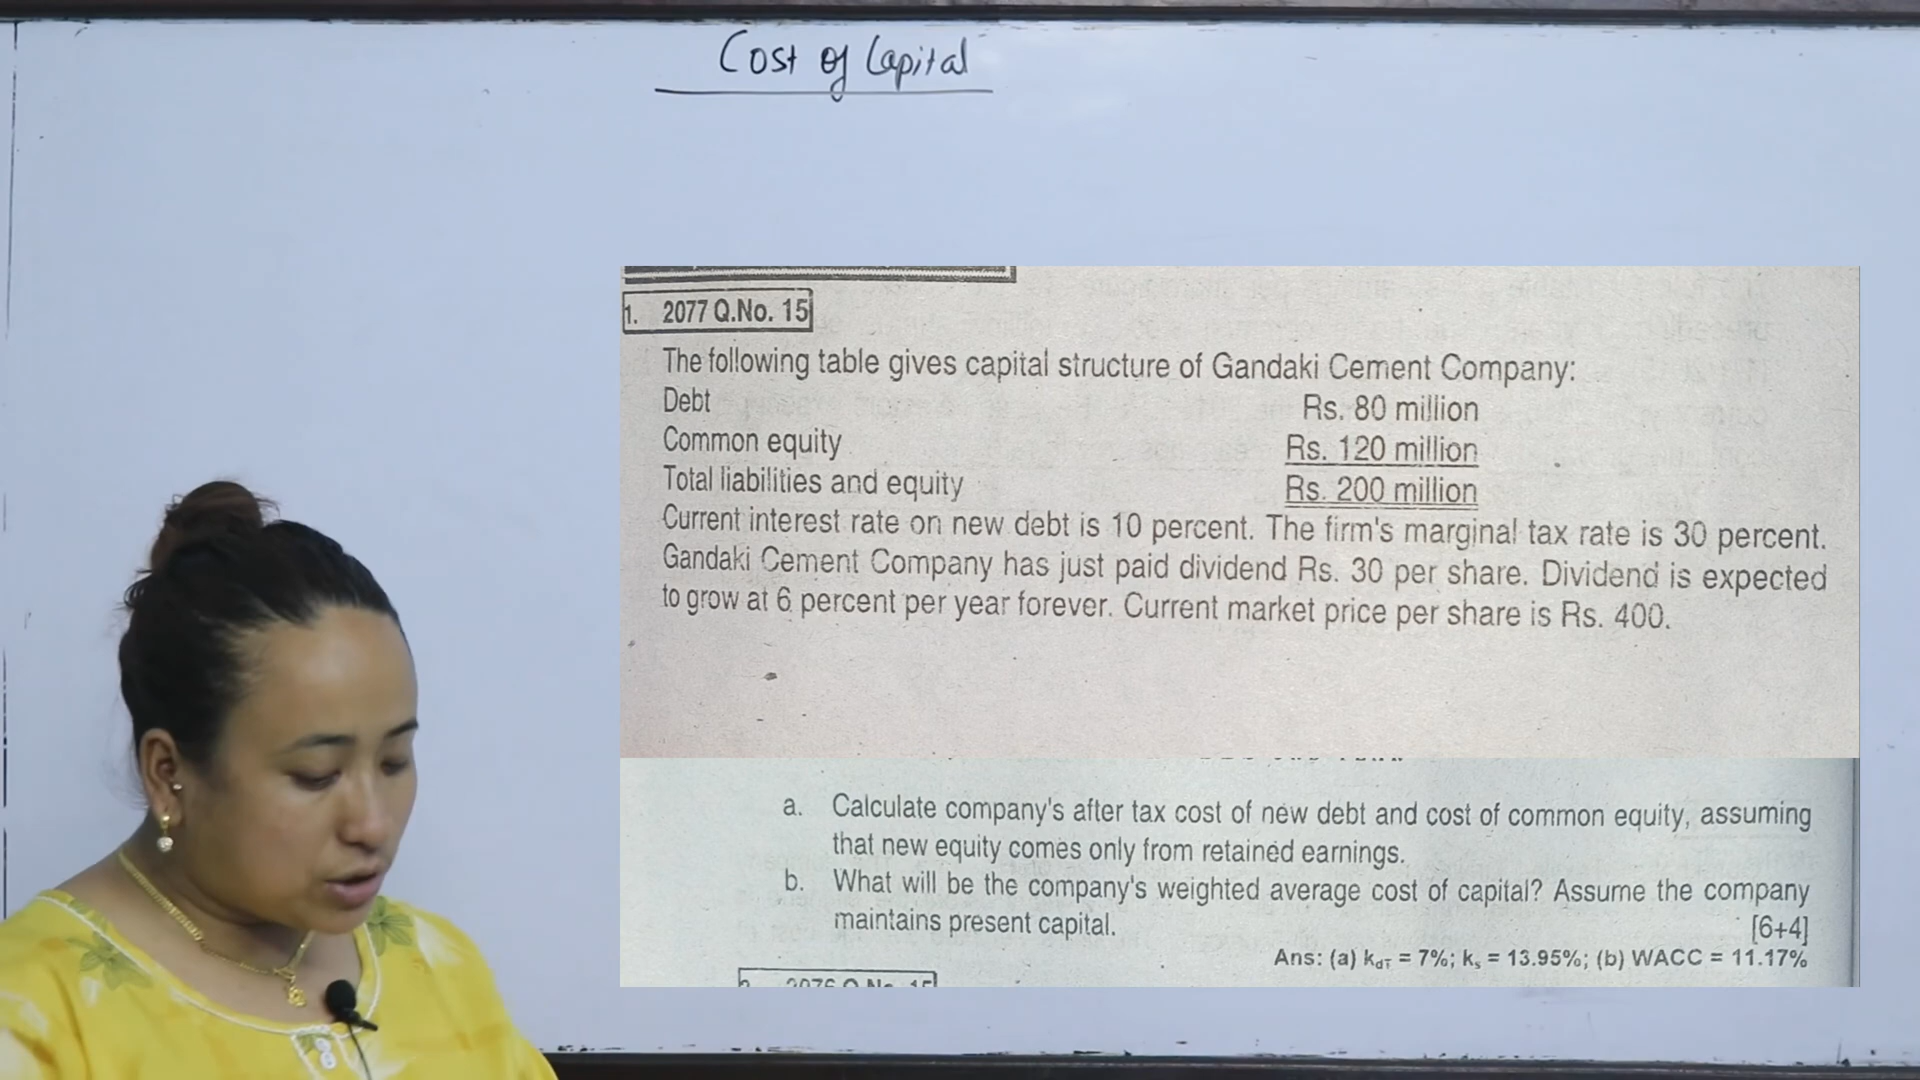 Cost of Capital
1. 2077 Q.No. 15
The following table gives capital structure of Gandaki Cement Company:
Debt Rs. 80 million
Common equity Rs. 120 million
Total liabilities and equity Rs. 200 million
Current interest rate on new debt is 10 percent. The firm's marginal tax rate is 30 percent.
Gandaki Cement Company has just paid dividend Rs. 30 per share. Dividend is expected
to grow at 6 percent per year forever. Current market price per share is Rs. 400.
a. Calculate company's after tax cost of new debt and cost of common equity, assuming
that new equity comes only from retained earnings.
b. What will be the company's weighted average cost of capital? Assume the company
maintains present capital. [6+4]
Ans: (a) kdT = 7%; ks = 13.95%; (b) WACC = 11.17%